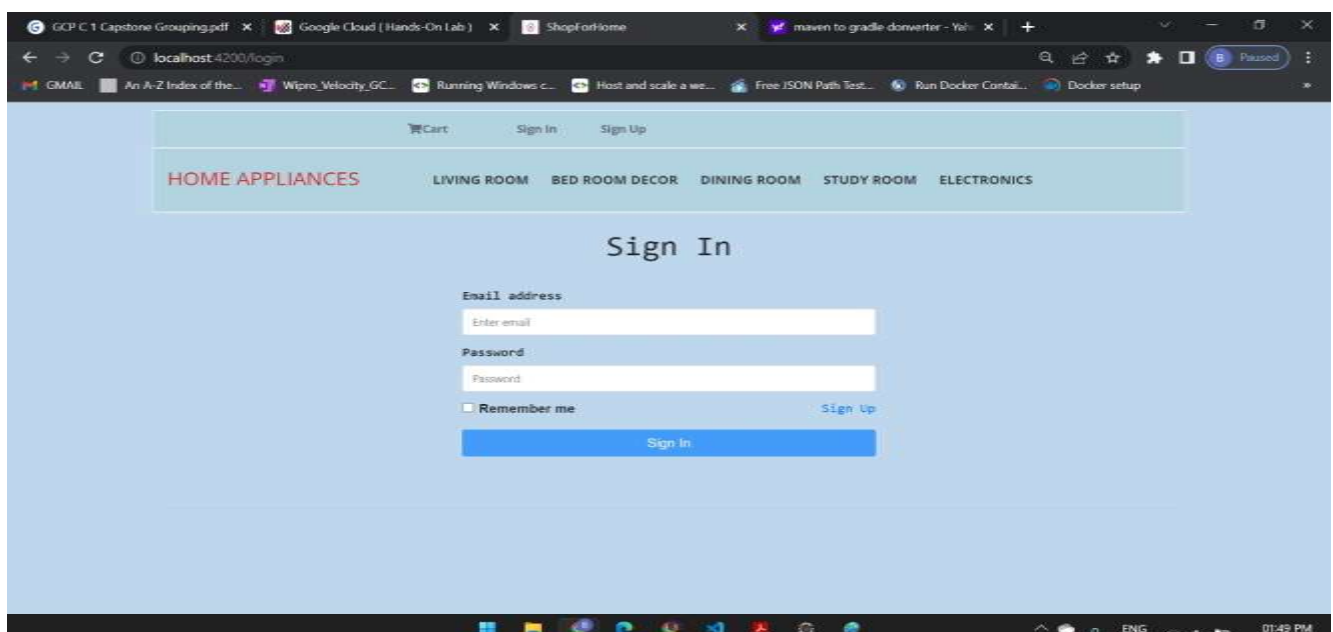 GCP C 1 Capstone Grouping.pdf Google Cloud ( Hands-On Lab ) ShopForHome maven to gradle donverter - Yah
localhost:4200/login Paused
GMAIL An A-Z Index of the... Wipro_Velocity_GC... Running Windows c... Host and scale a we... Free JSON Path Test... Run Docker Contai... Docker setup
Cart Sign In Sign Up
HOME APPLIANCES LIVING ROOM BED ROOM DECOR DINING ROOM STUDY ROOM ELECTRONICS
Sign In
Email address
Enter email
Password
Password
Remember me Sign Up
Sign In
ENG 01:49 PM